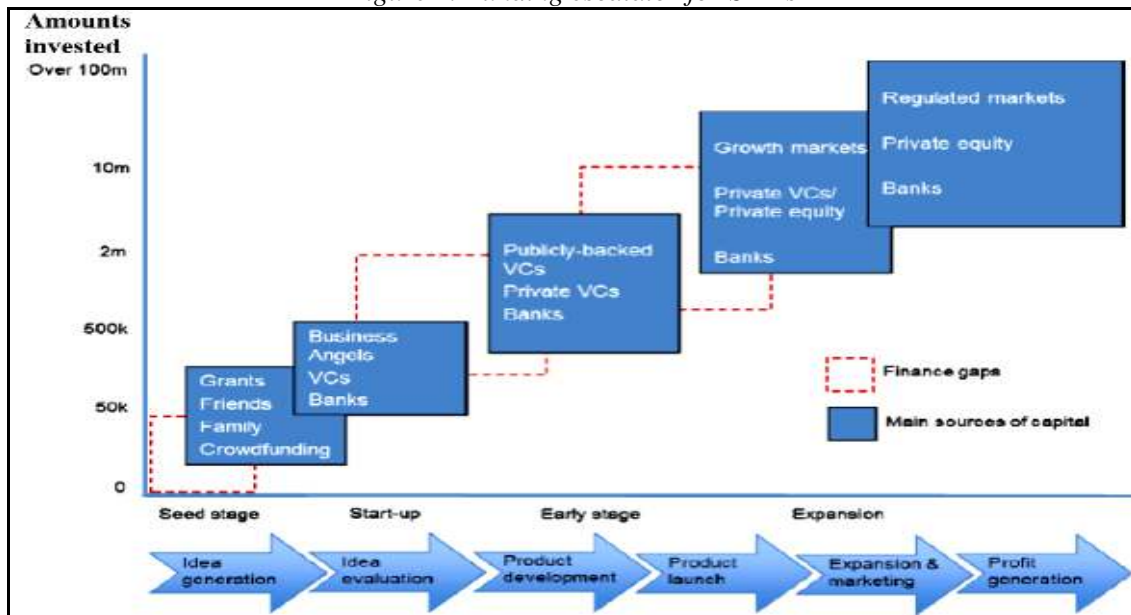 Amounts
invested
Over 100m
10m
2m
500k
50k
0
Regulated markets
Private equity
Banks
Growth markets
Private VCs/
Private equity
Banks
Publicly-backed
VCs
Private VCs
Banks
Business
Angels
VCs
Banks
Grants
Friends
Family
Crowdfunding
Finance gaps
Main sources of capital
Seed stage
Start-up
Early stage
Expansion
Idea
generation
Idea
evaluation
Product
development
Product
launch
Expansion &
marketing
Profit
generation